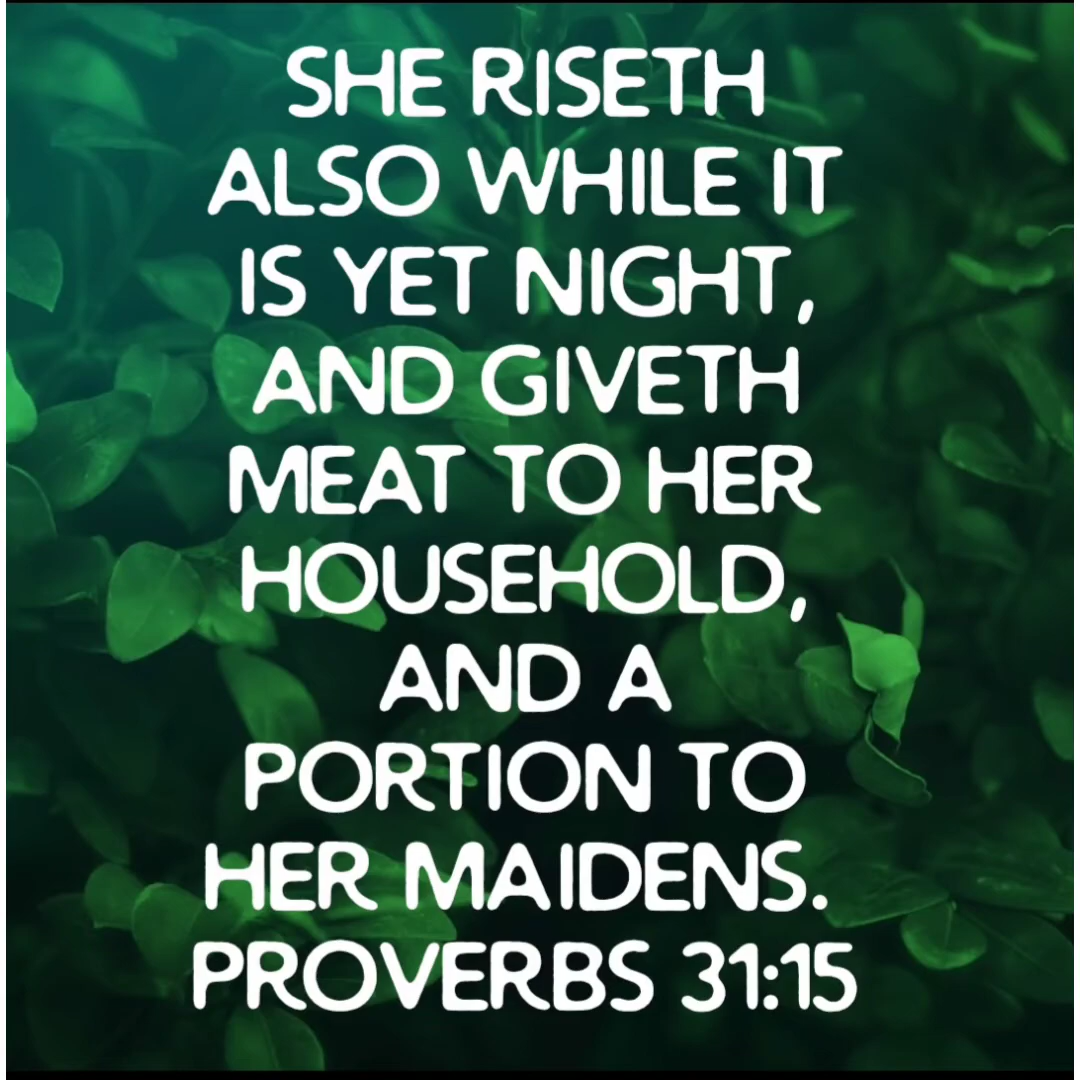 SHE RISETH
ALSO WHILE IT
IS YET NIGHT,
AND GIVETH
MEAT TO HER
HOUSEHOLD,
AND A
PORTION TO
HER MAIDENS.
PROVERBS 31:15